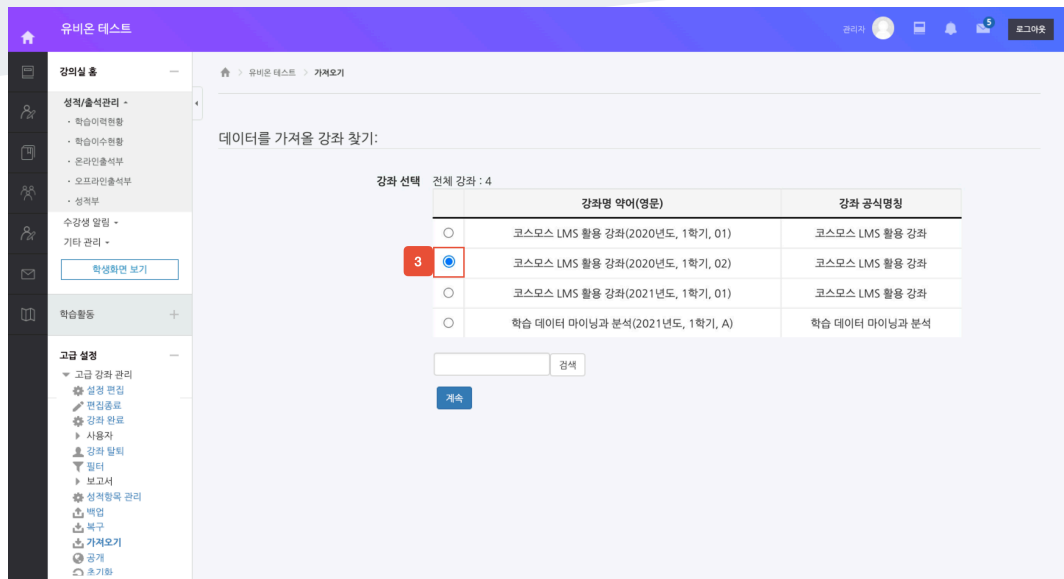 유비온 테스트
관리자
5
로그아웃
강의실 홈
유비온 테스트 > 가져오기
성적/출석관리
· 학습이력현황
· 학습이수현황
· 온라인출석부
· 오프라인출석부
· 성적부
수강생 알림
기타 관리
학생화면 보기
학습활동
고급 설정
고급 강좌 관리
설정 편집
편집종료
강좌 완료
사용자
강좌 탈퇴
필터
보고서
성적항목 관리
백업
복구
가져오기
공개
초기화
데이터를 가져올 강좌 찾기:
강좌 선택 전체 강좌 : 4
강좌명 약어(영문) 강좌 공식명칭
코스모스 LMS 활용 강좌(2020년도, 1학기, 01) 코스모스 LMS 활용 강좌
3 코스모스 LMS 활용 강좌(2020년도, 1학기, 02) 코스모스 LMS 활용 강좌
코스모스 LMS 활용 강좌(2021년도, 1학기, 01) 코스모스 LMS 활용 강좌
학습 데이터 마이닝과 분석(2021년도, 1학기, A) 학습 데이터 마이닝과 분석
검색
계속